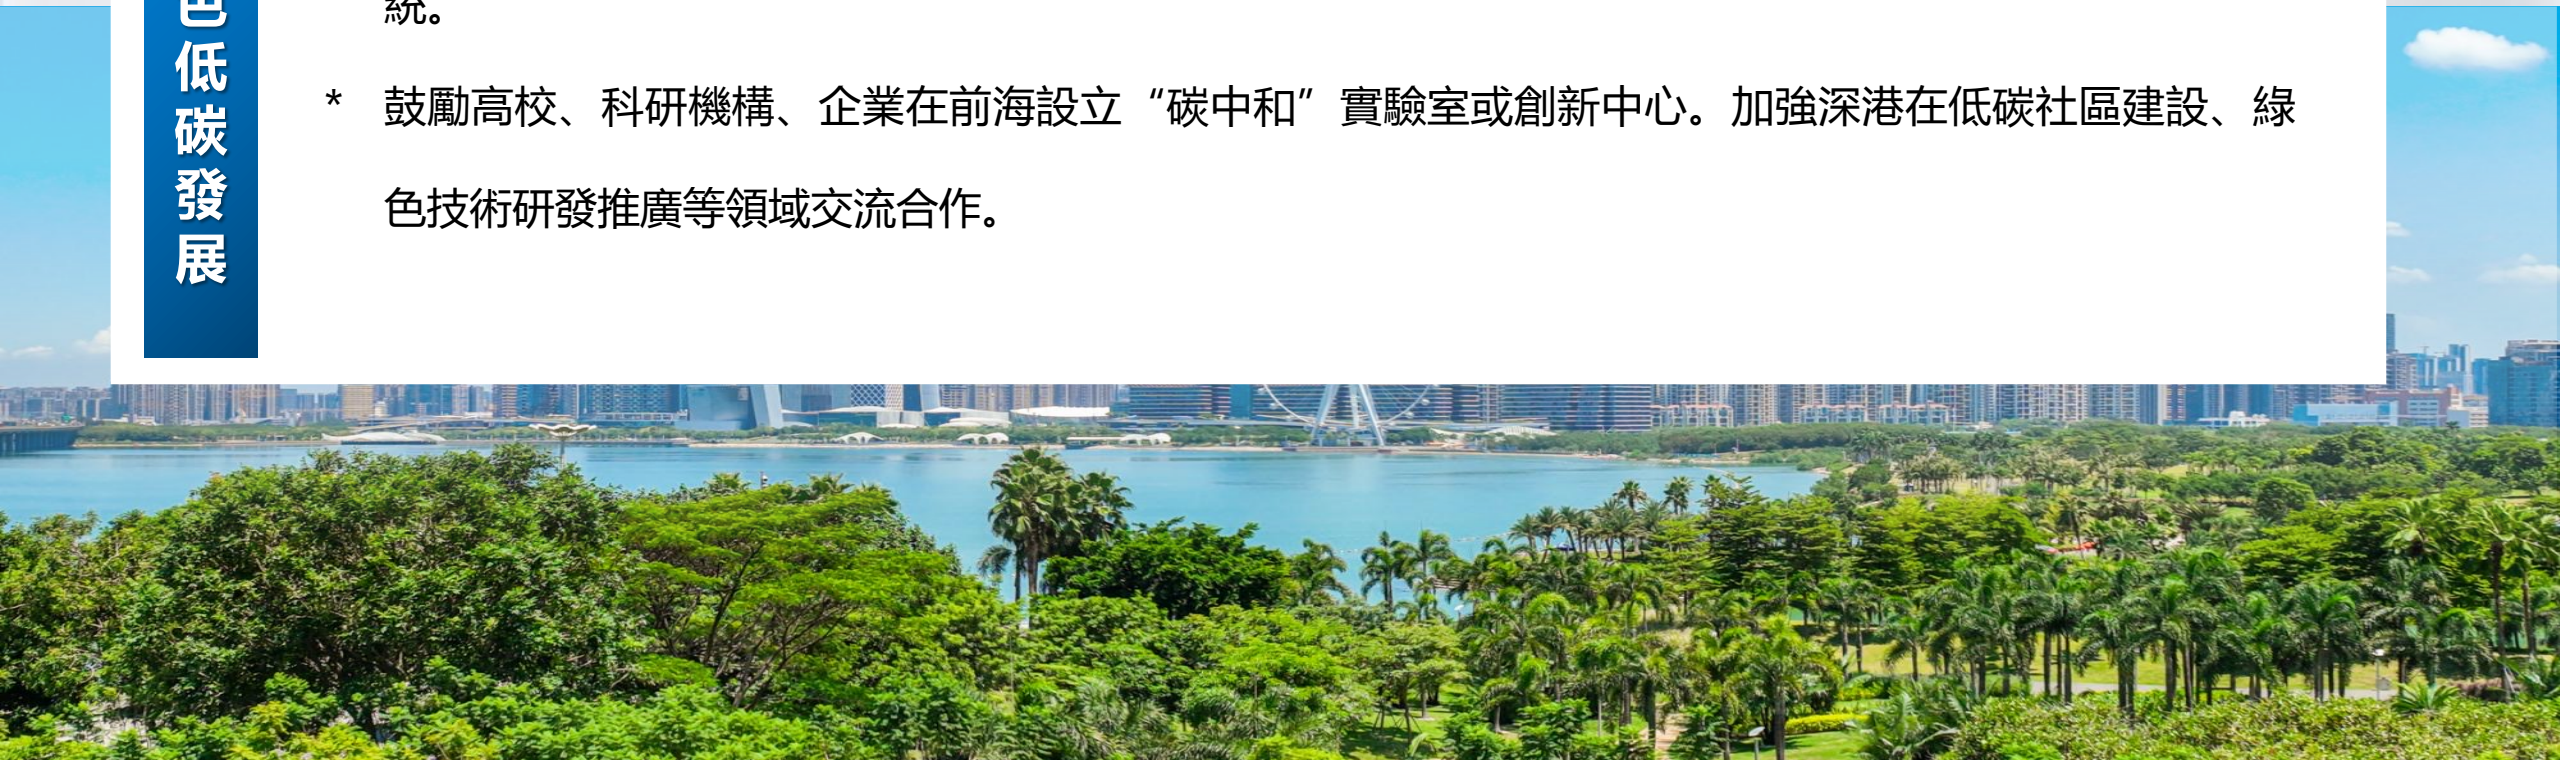 色低碳發展
統。
* 鼓勵高校、科研機構、企業在前海設立“碳中和”實驗室或創新中心。加強深港在低碳社區建設、綠
色技術研發推廣等領域交流合作。